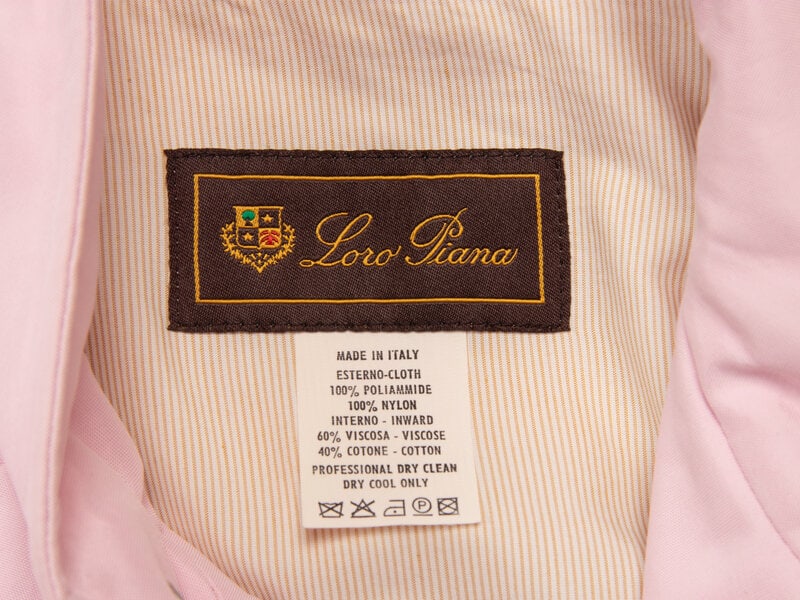 Loro Piana
MADE IN ITALY
ESTERNO-CLOTH
100% POLIAMMIDE
100% NYLON
INTERNO - INWARD
60% VISCOSA - VISCOSE
40% COTONE - COTTON
PROFESSIONAL DRY CLEAN
DRY COOL ONLY
P